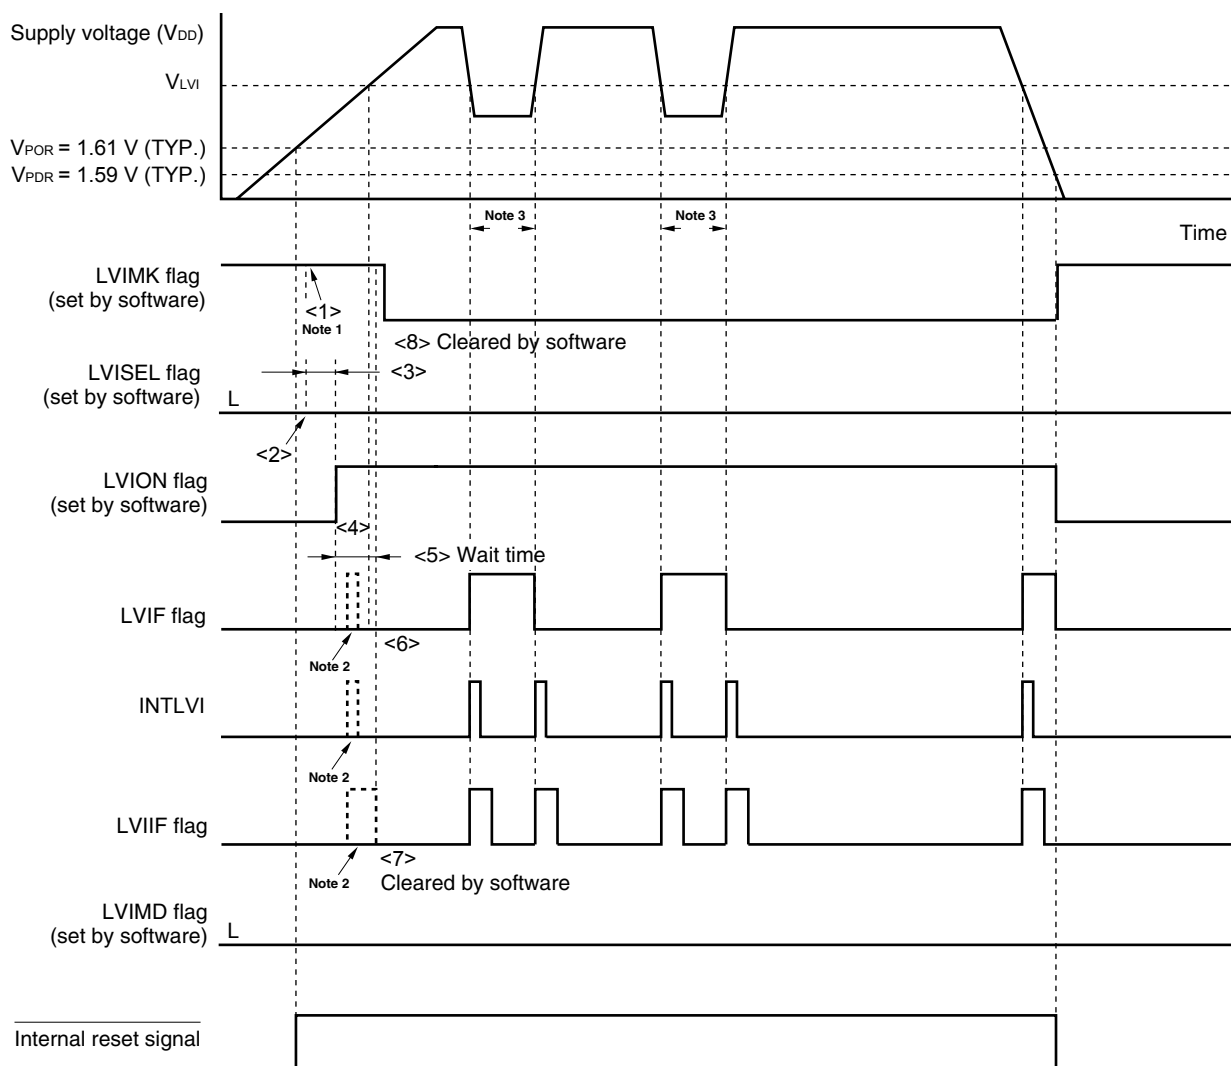 Supply voltage (VDD)
VLVI
VPOR = 1.61 V (TYP.)
VPDR = 1.59 V (TYP.)
Note 3
Note 3
Time
LVIMK flag
(set by software)
<1>
Note 1
<8> Cleared by software
LVISEL flag
(set by software)
L
<3>
<2>
LVION flag
(set by software)
<4>
<5> Wait time
LVIF flag
<6>
Note 2
INTLVI
Note 2
LVIIF flag
<7>
Note 2
Cleared by software
LVIMD flag
(set by software)
L
Internal reset signal